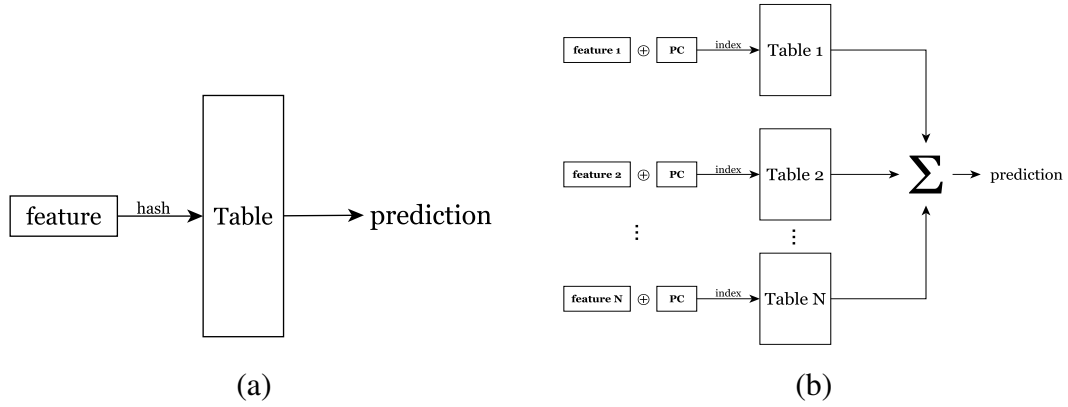 feature
hash
Table
prediction
(a)
feature 1 ⊕ PC index Table 1
feature 2 ⊕ PC index Table 2
Σ
prediction
⋮ ⋮
feature N ⊕ PC index Table N
(b)